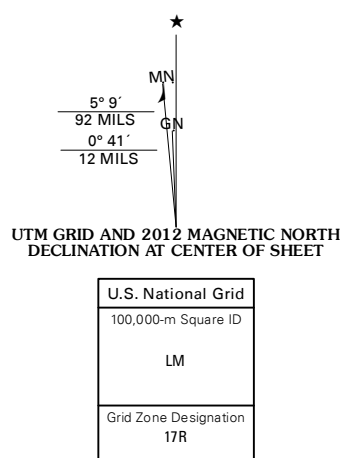 ★
MN
5° 9´
92 MILS
GN
0° 41´
12 MILS
UTM GRID AND 2012 MAGNETIC NORTH
DECLINATION AT CENTER OF SHEET
U.S. National Grid
100,000-m Square ID
LM
Grid Zone Designation
17R